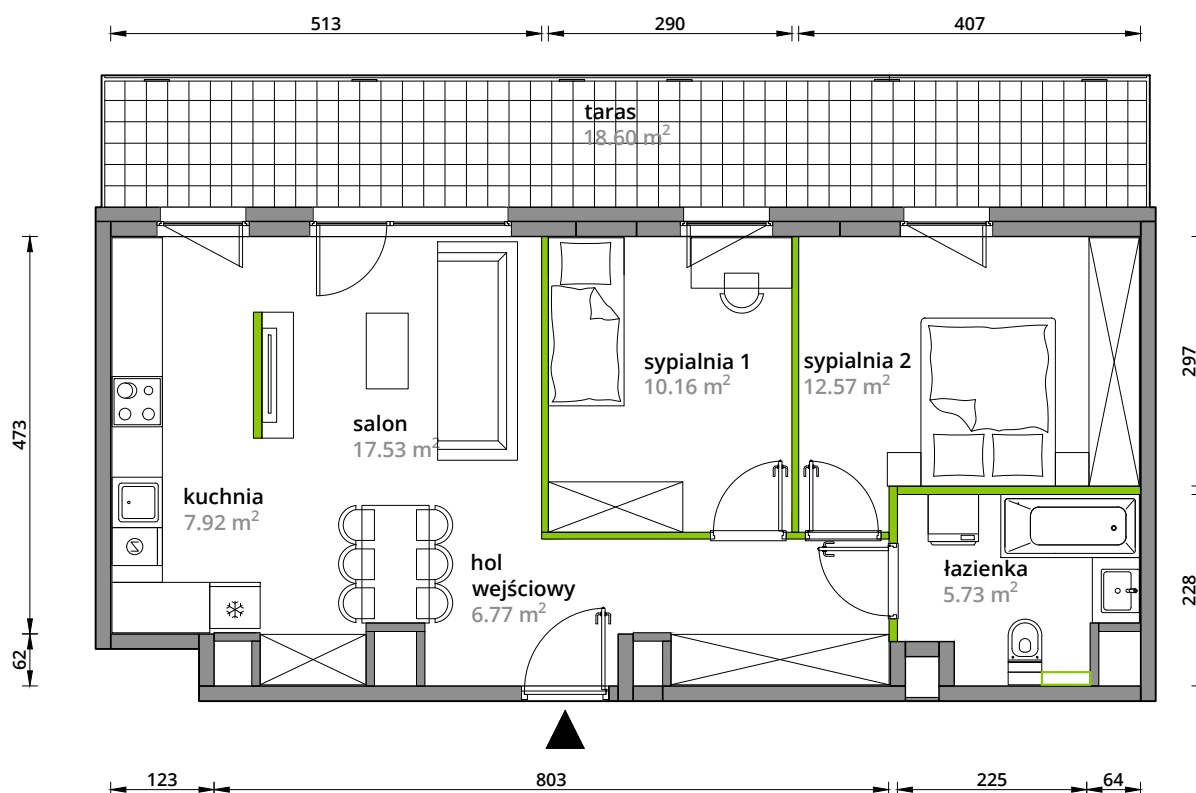 513
290
407
taras
18.60 m²
297
sypialnia 1
10.16 m²
sypialnia 2
12.57 m²
473
salon
17.53 m²
kuchnia
7.92 m²
hol
wejściowy
6.77 m²
łazienka
5.73 m²
228
62
123
803
225
64